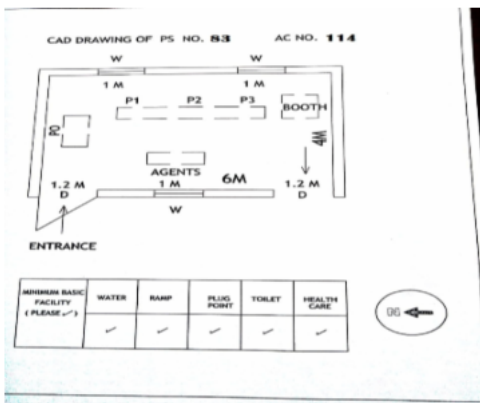 CAD DRAWING OF PS NO. 83 AC NO. 114
W W
1 M 1 M
P1 P2 P3
BOOTH
PO
4M
AGENTS
1.2 M 1 M 6M 1.2 M
D D
W
ENTRANCE
MINIMUM BASIC FACILITY ( PLEASE ✓ ) WATER RAMP PLUG POINT TOILET HEALTH CARE
✓ ✓ ✓ ✓ ✓
N